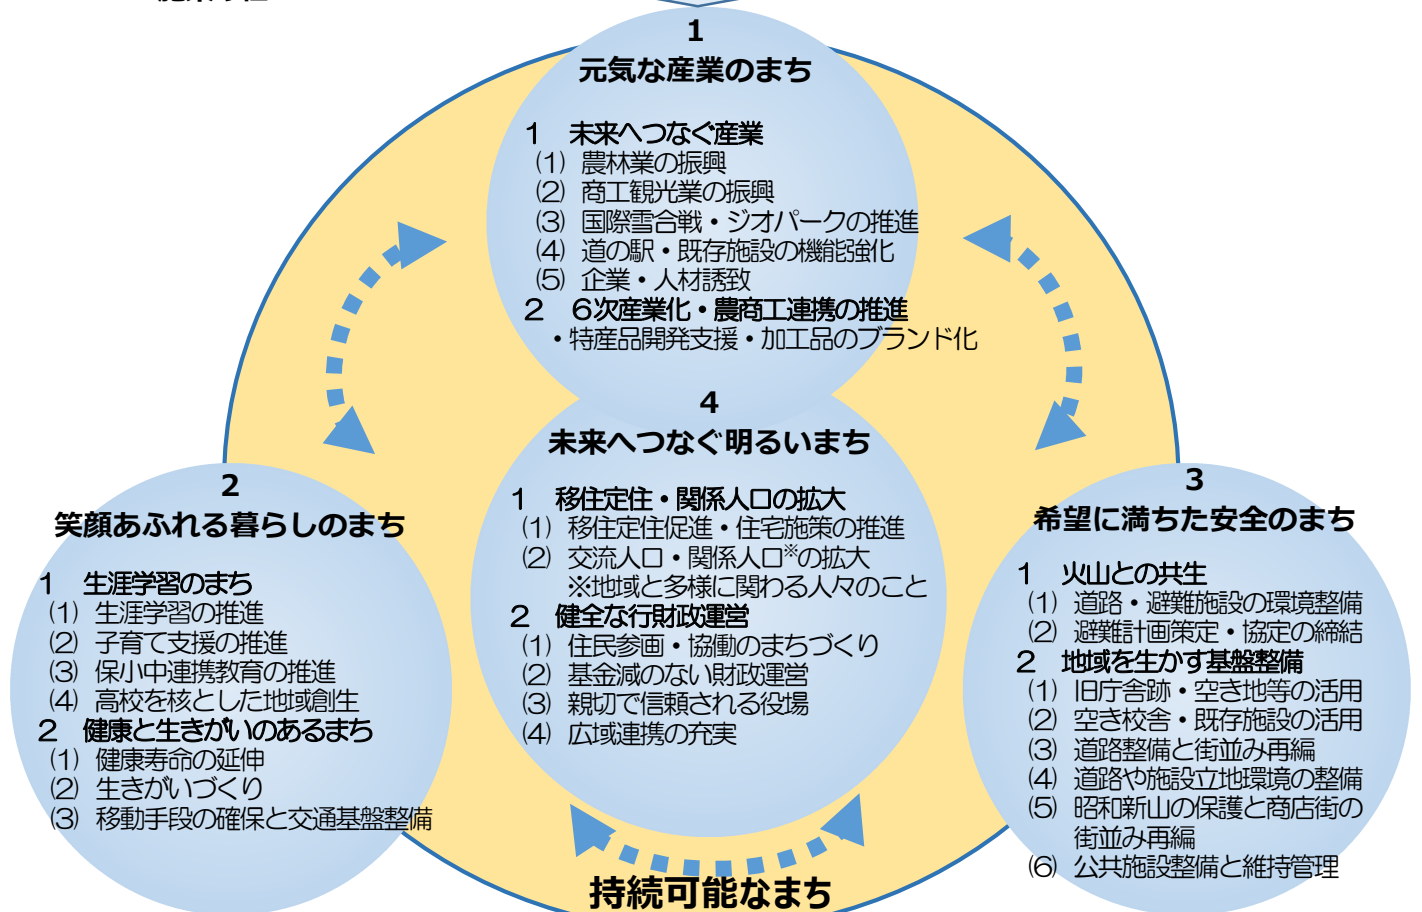 1
元気な産業のまち
1 未来へつなぐ産業
(1) 農林業の振興
(2) 商工観光業の振興
(3) 国際雪合戦・ジオパークの推進
(4) 道の駅・既存施設の機能強化
(5) 企業・人材誘致
2 6次産業化・農商工連携の推進
・特産品開発支援・加工品のブランド化
2
笑顔あふれる暮らしのまち
1 生涯学習のまち
(1) 生涯学習の推進
(2) 子育て支援の推進
(3) 保小中連携教育の推進
(4) 高校を核とした地域創生
2 健康と生きがいのあるまち
(1) 健康寿命の延伸
(2) 生きがいづくり
(3) 移動手段の確保と交通基盤整備
4
未来へつなぐ明るいまち
1 移住定住・関係人口の拡大
(1) 移住定住促進・住宅施策の推進
(2) 交流人口・関係人口※の拡大
※地域と多様に関わる人々のこと
2 健全な行財政運営
(1) 住民参画・協働のまちづくり
(2) 基金減のない財政運営
(3) 親切で信頼される役場
(4) 広域連携の充実
3
希望に満ちた安全のまち
1 火山との共生
(1) 道路・避難施設の環境整備
(2) 避難計画策定・協定の締結
2 地域を生かす基盤整備
(1) 旧庁舎跡・空き地等の活用
(2) 空き校舎・既存施設の活用
(3) 道路整備と街並み再編
(4) 道路や施設立地環境の整備
(5) 昭和新山の保護と商店街の
街並み再編
(6) 公共施設整備と維持管理
持続可能なまち